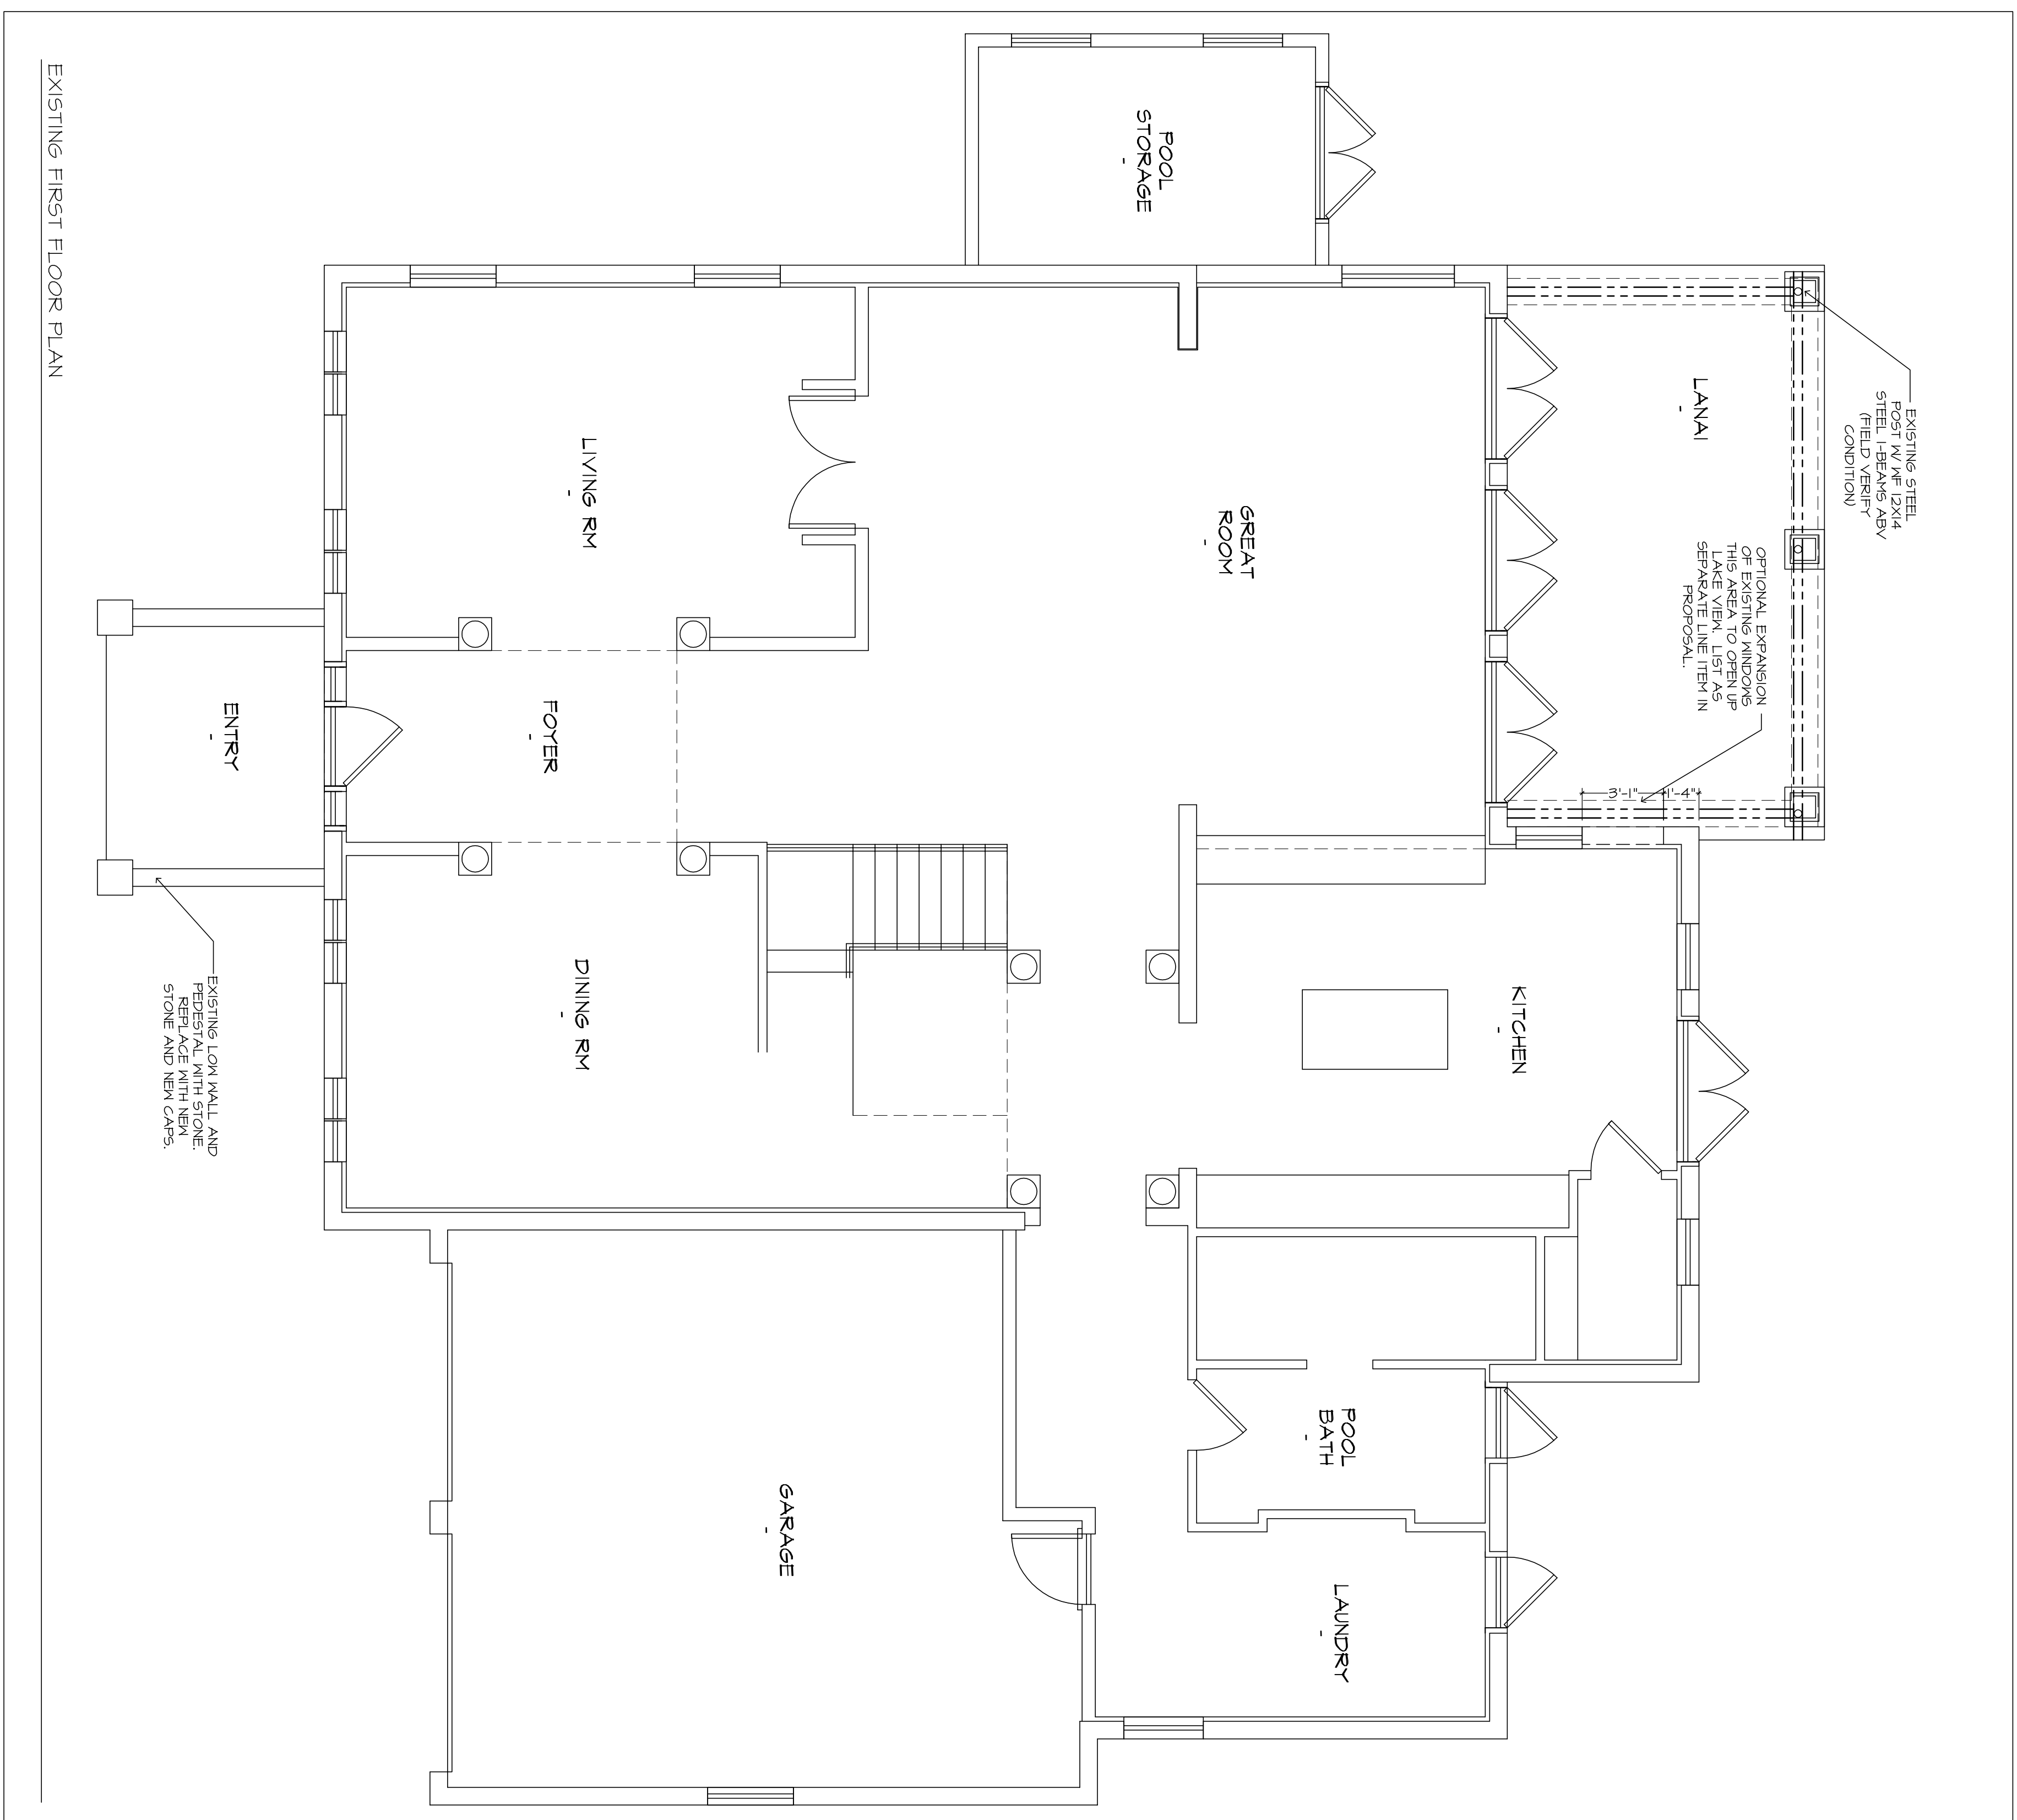 EXISTING STEEL
POST W/ WF 12X14
STEEL I-BEAMS ABV
(FIELD VERIFY
CONDITION)
LANAI
-
OPTIONAL EXPANSION
OF EXISTING WINDOWS
THIS AREA TO OPEN UP
LAKE VIEW. LIST AS
SEPARATE LINE ITEM IN
PROPOSAL.
3'-1"
1'-4"
POOL
STORAGE
-
GREAT
ROOM
-
KITCHEN
-
POOL
BATH
-
LAUNDRY
-
LIVING RM
-
FOYER
-
DINING RM
-
GARAGE
-
ENTRY
-
EXISTING LOW WALL AND
PEDESTAL WITH STONE.
REPLACE WITH NEW
STONE AND NEW CAPS.
EXISTING FIRST FLOOR PLAN